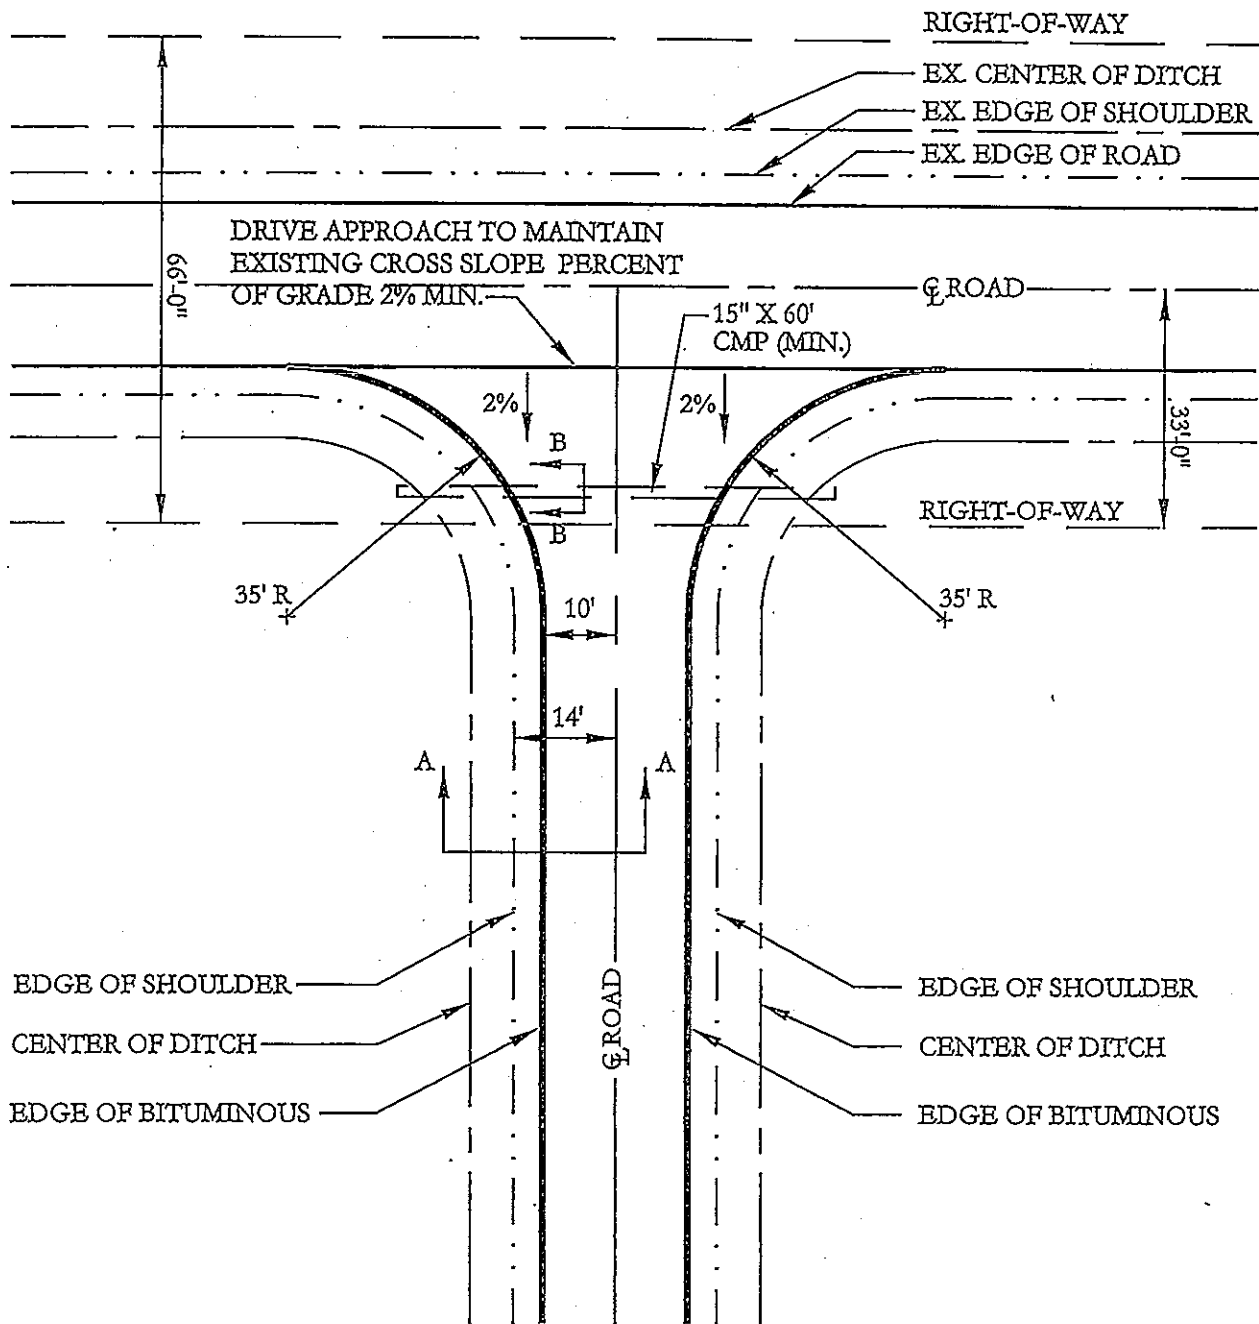 RIGHT-OF-WAY
EX. CENTER OF DITCH
EX. EDGE OF SHOULDER
EX. EDGE OF ROAD
DRIVE APPROACH TO MAINTAIN
EXISTING CROSS SLOPE PERCENT
OF GRADE 2% MIN.
66'-0"
℄ ROAD
15" X 60'
CMP (MIN.)
2%
2%
33'-0"
B
B
RIGHT-OF-WAY
35' R
35' R
10'
14'
A
A
EDGE OF SHOULDER
CENTER OF DITCH
EDGE OF BITUMINOUS
℄ ROAD
EDGE OF SHOULDER
CENTER OF DITCH
EDGE OF BITUMINOUS